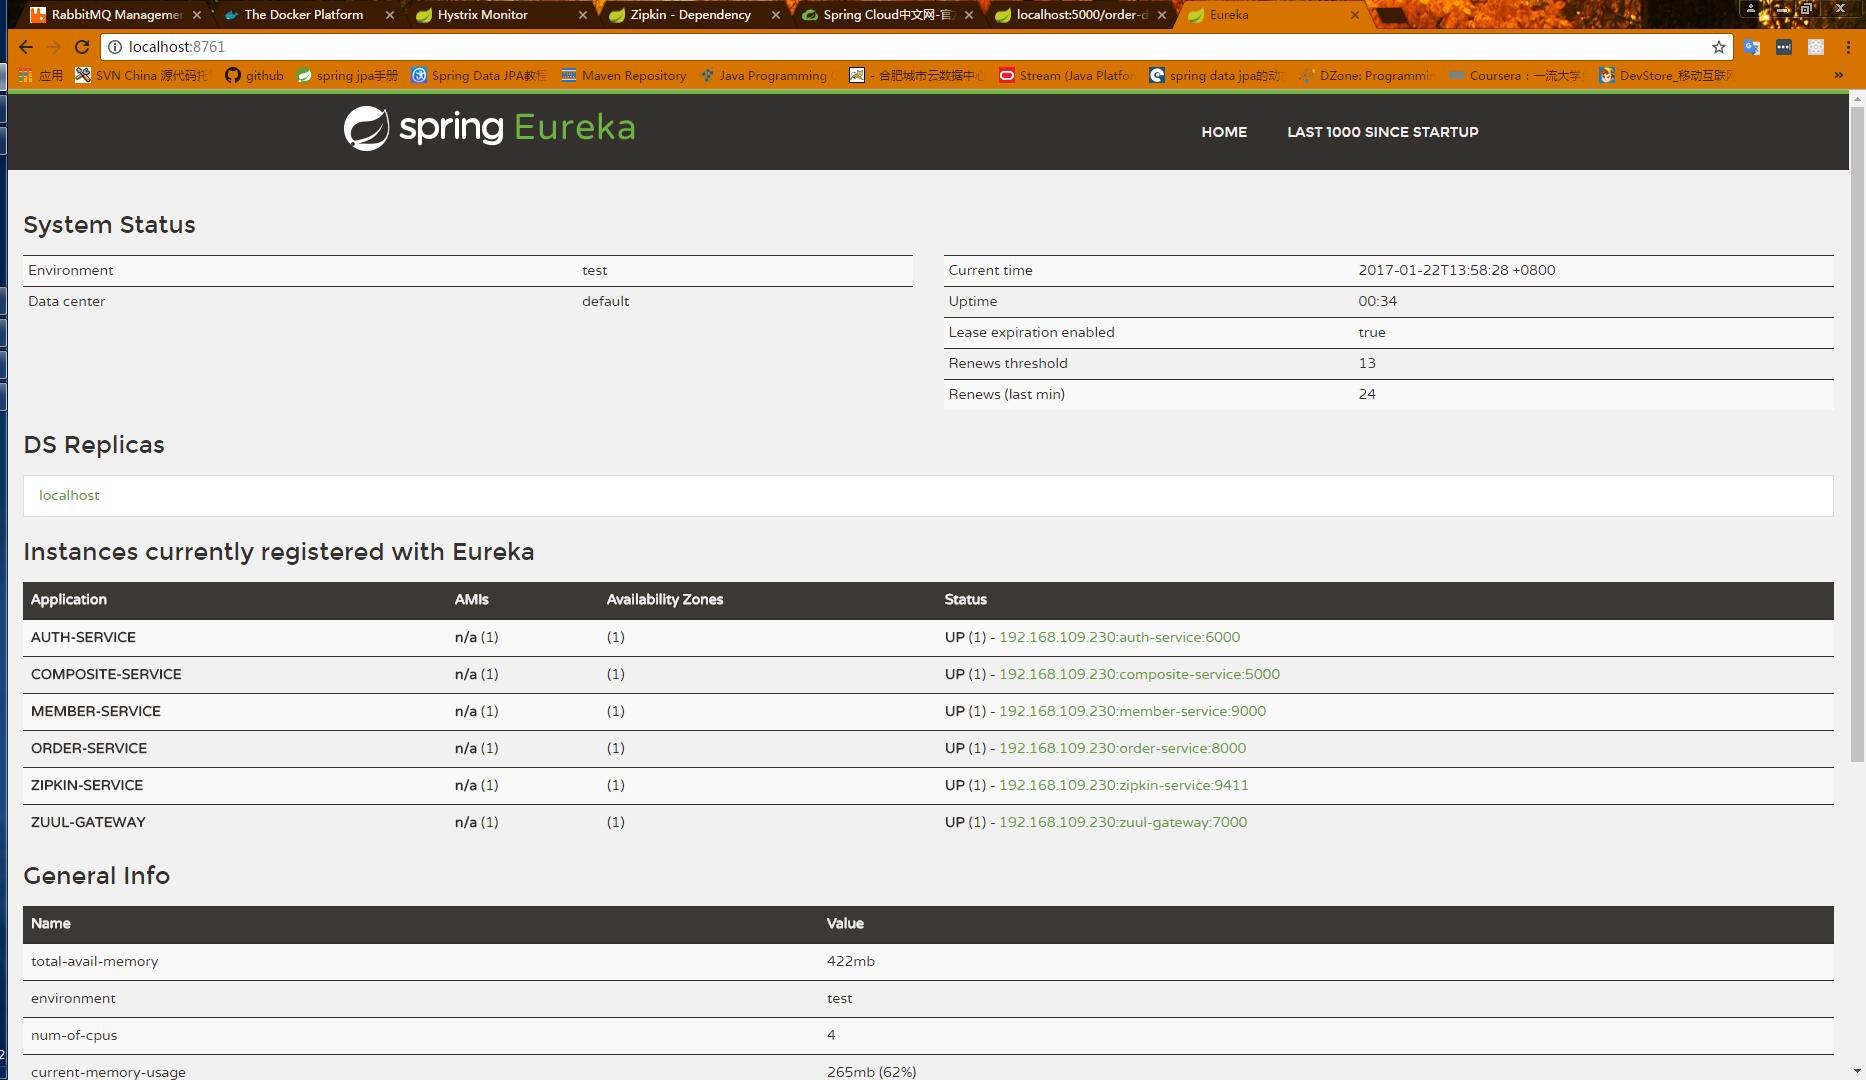 RabbitMQ Manageme
The Docker Platform
Hystrix Monitor
Zipkin - Dependency
Spring Cloud中文网-官
localhost:5000/order-d
Eureka
localhost:8761
应用
SVN China 源代码托
github
spring jpa手册
Spring Data JPA教程
Maven Repository
Java Programming
- 合肥城市云数据中心
Stream (Java Platfor
spring data jpa的动
DZone: Programmin
Coursera：一流大学
DevStore_移动互联
»
spring Eureka
HOME
LAST 1000 SINCE STARTUP
System Status
Environment test
Data center default
Current time 2017-01-22T13:58:28 +0800
Uptime 00:34
Lease expiration enabled true
Renews threshold 13
Renews (last min) 24
DS Replicas
localhost
Instances currently registered with Eureka
Application AMIs Availability Zones Status
AUTH-SERVICE n/a (1) (1) UP (1) - 192.168.109.230:auth-service:6000
COMPOSITE-SERVICE n/a (1) (1) UP (1) - 192.168.109.230:composite-service:5000
MEMBER-SERVICE n/a (1) (1) UP (1) - 192.168.109.230:member-service:9000
ORDER-SERVICE n/a (1) (1) UP (1) - 192.168.109.230:order-service:8000
ZIPKIN-SERVICE n/a (1) (1) UP (1) - 192.168.109.230:zipkin-service:9411
ZUUL-GATEWAY n/a (1) (1) UP (1) - 192.168.109.230:zuul-gateway:7000
General Info
Name Value
total-avail-memory 422mb
environment test
num-of-cpus 4
current-memory-usage 265mb (62%)